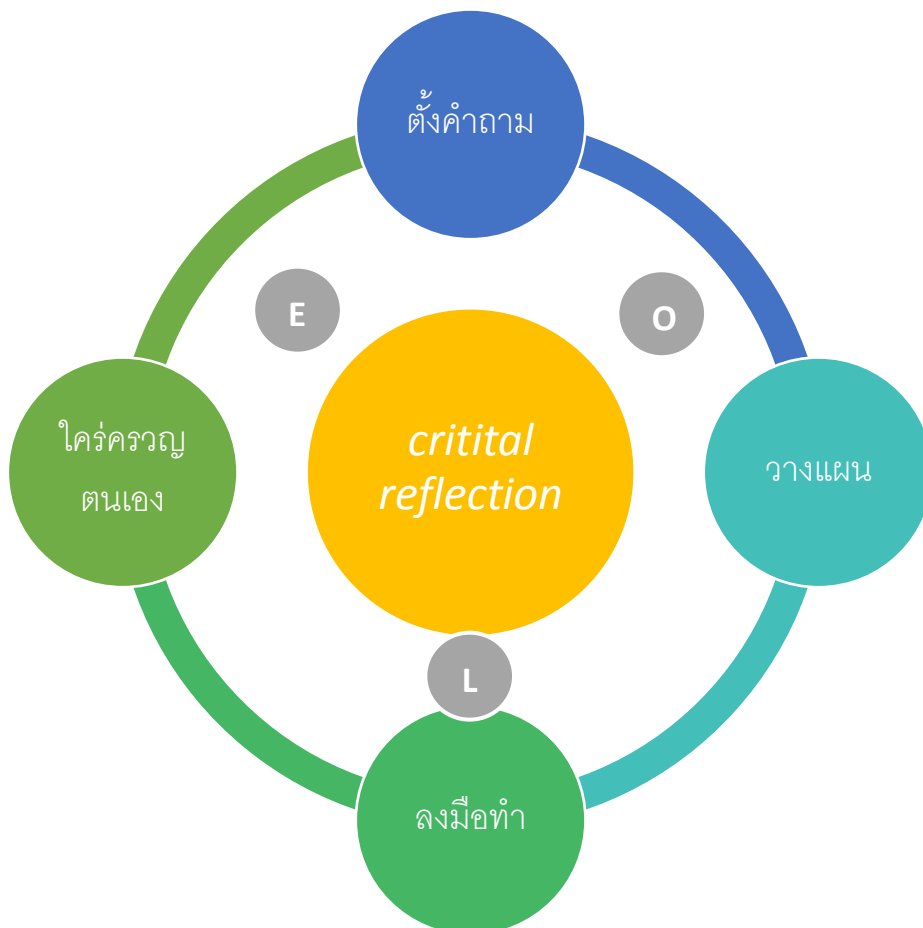 ตั้งคำถาม
E
O
ใคร่ครวญ
ตนเอง
critital
reflection
วางแผน
L
ลงมือทำ